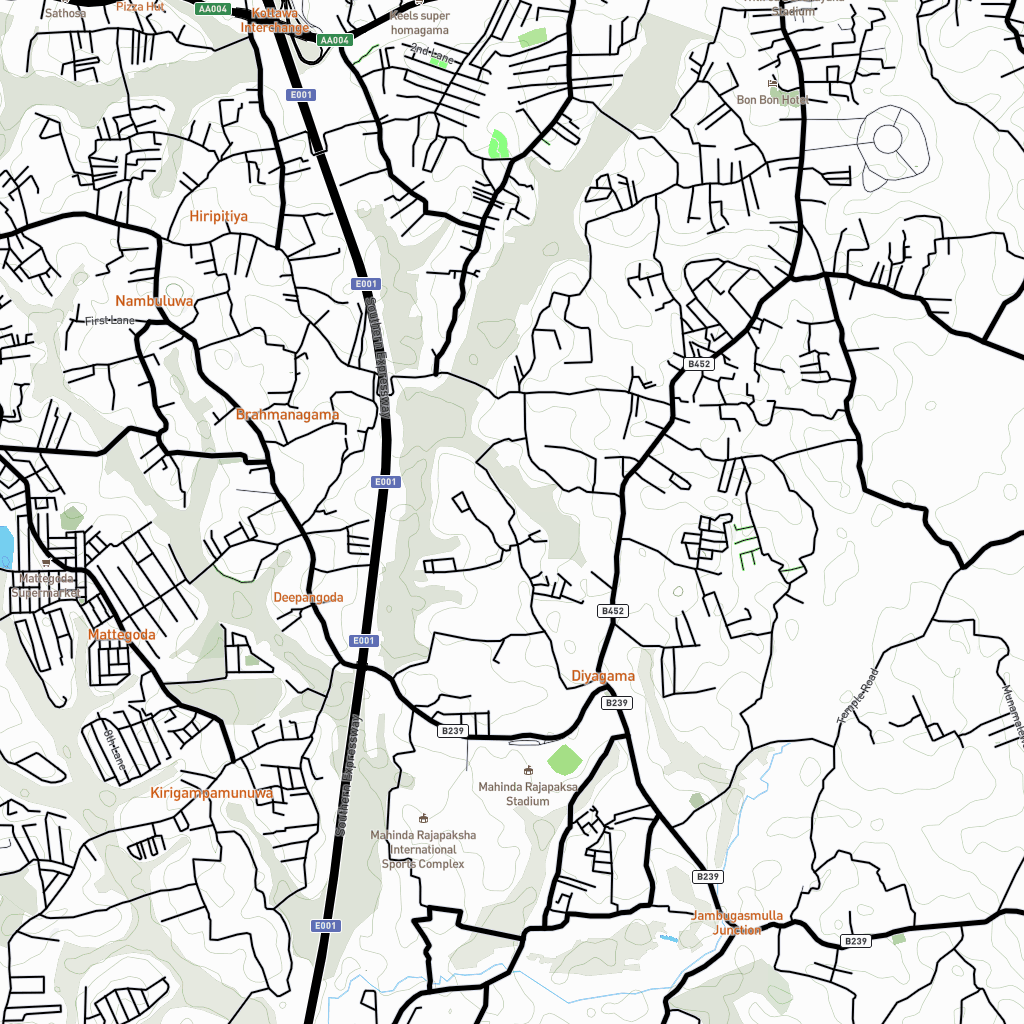 Sathosa
Pizza Hut
AA004
Kottawa
Interchange
AA004
Reels super
homagama
2nd Lane
Stadium
E001
Bon Bon Hotel
Hiripitiya
E001
Nambuluwa
First Lane
Southern Expressway
B452
Brahmanagama
E001
Mattegoda
Supermarket
Deepangoda
B452
Mattegoda
E001
Diyagama
B239
Temple Road
9th Lane
B239
Southern Expressway
Mahinda Rajapaksa
Stadium
Kirigampamunuwa
Mahinda Rajapaksha
International
Sports Complex
B239
E001
Jambugasmulla
Junction
B239